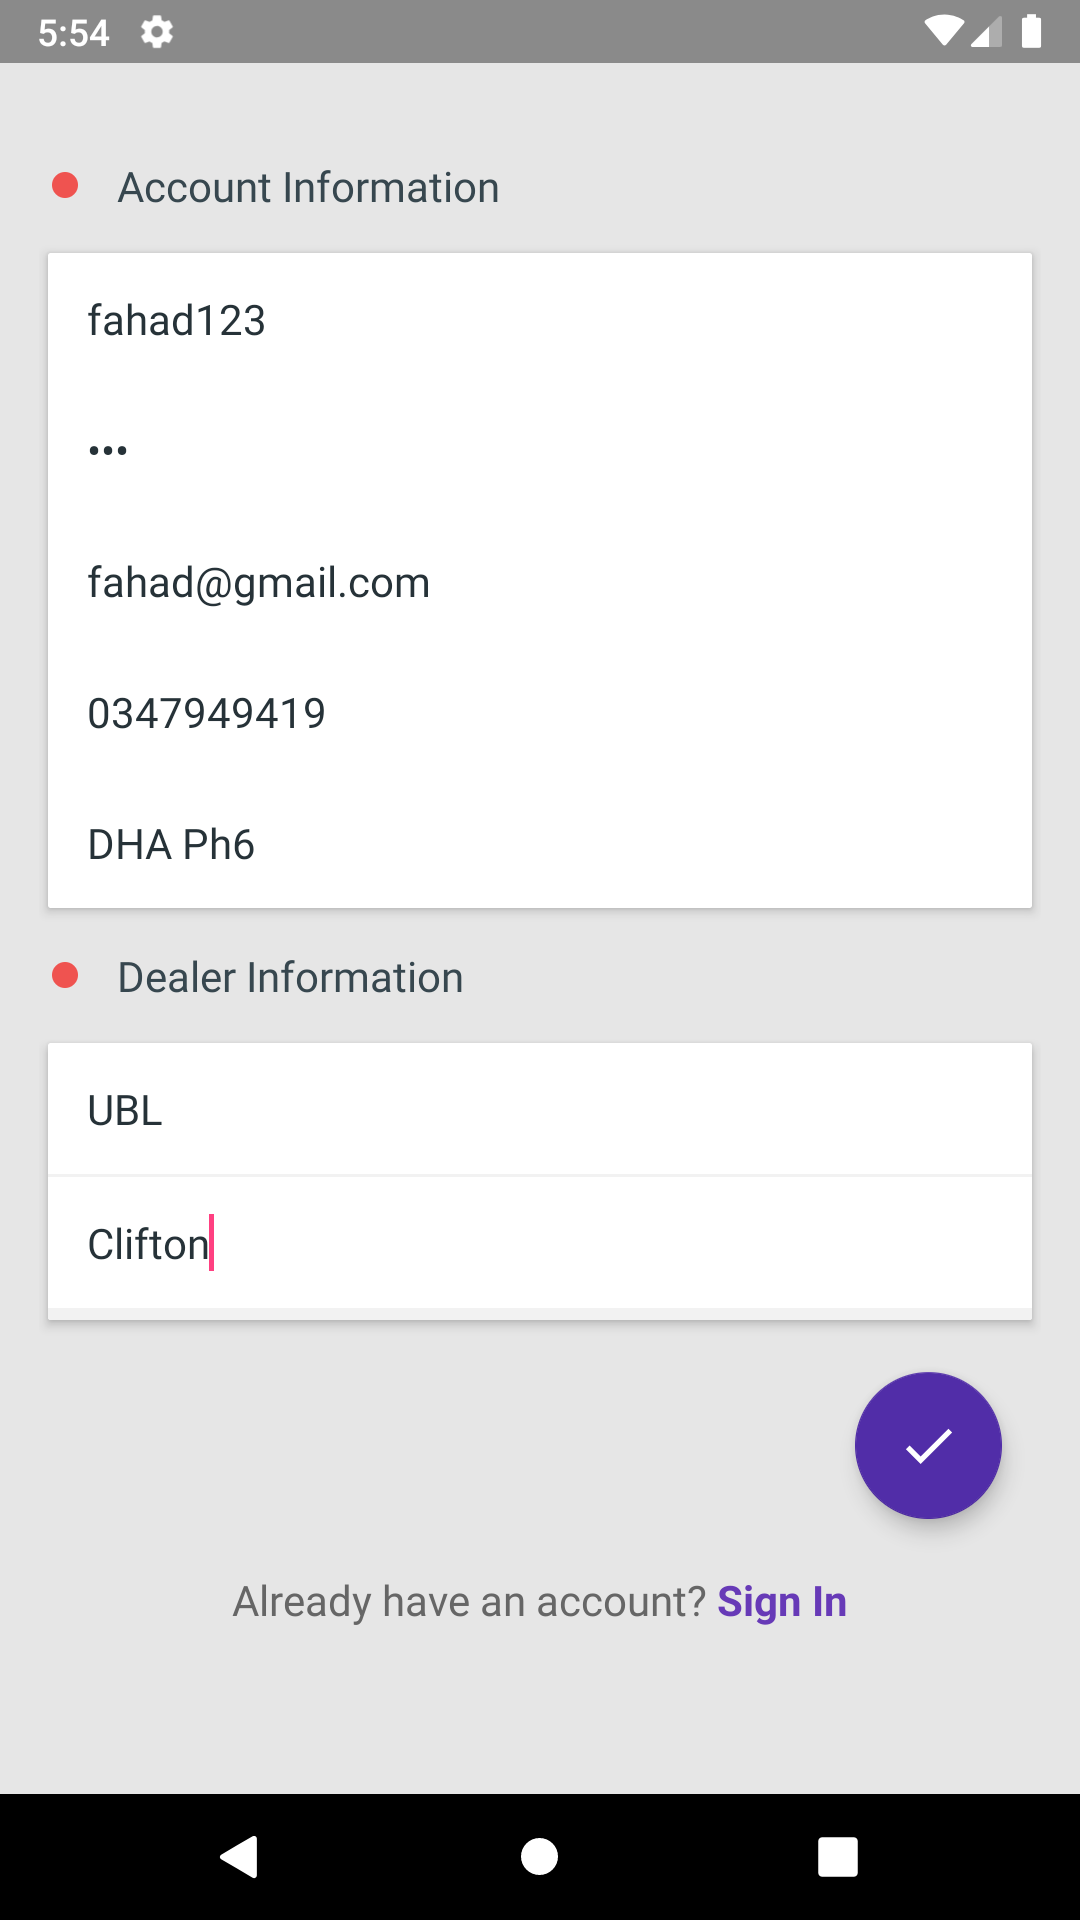 5:54
Account Information
fahad123
•••
fahad@gmail.com
0347949419
DHA Ph6
Dealer Information
UBL
Clifton
Already have an account? Sign In